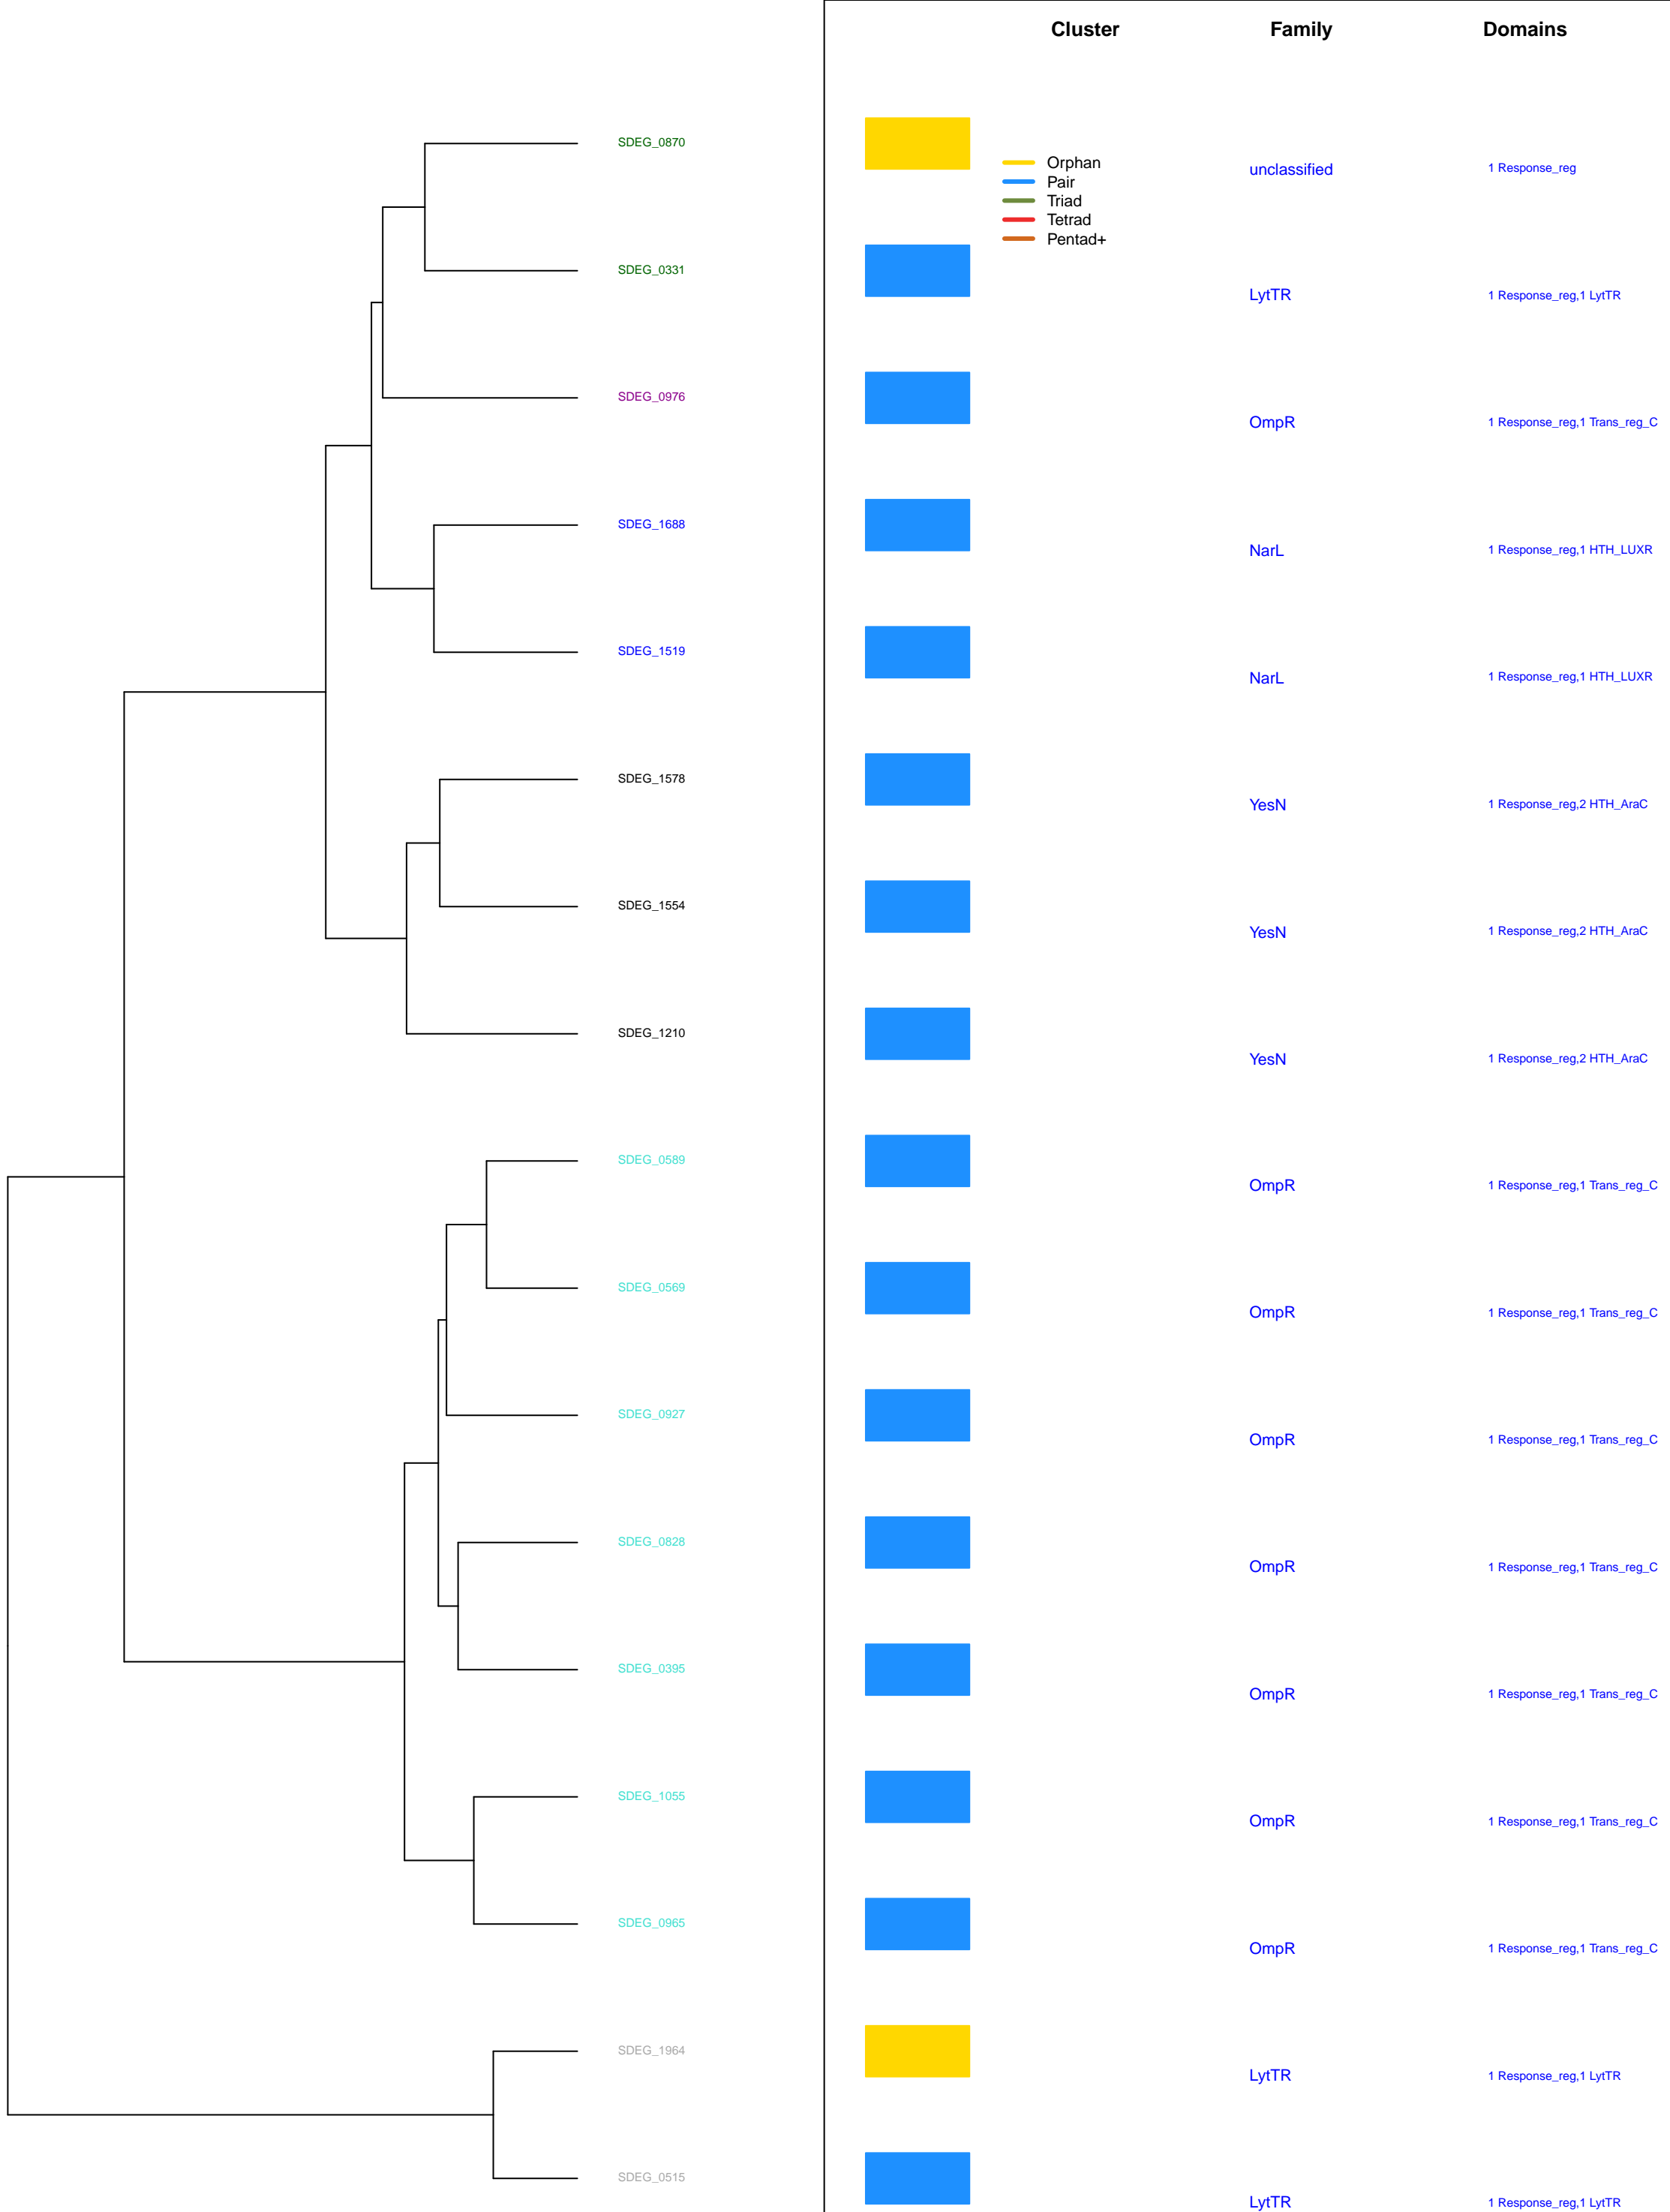 Cluster Family Domains
SDEG_0870 unclassified 1 Response_reg
Orphan
Pair
Triad
Tetrad
Pentad+
SDEG_0331 LytTR 1 Response_reg,1 LytTR
SDEG_0976 OmpR 1 Response_reg,1 Trans_reg_C
SDEG_1688 NarL 1 Response_reg,1 HTH_LUXR
SDEG_1519 NarL 1 Response_reg,1 HTH_LUXR
SDEG_1578 YesN 1 Response_reg,2 HTH_AraC
SDEG_1554 YesN 1 Response_reg,2 HTH_AraC
SDEG_1210 YesN 1 Response_reg,2 HTH_AraC
SDEG_0589 OmpR 1 Response_reg,1 Trans_reg_C
SDEG_0569 OmpR 1 Response_reg,1 Trans_reg_C
SDEG_0927 OmpR 1 Response_reg,1 Trans_reg_C
SDEG_0828 OmpR 1 Response_reg,1 Trans_reg_C
SDEG_0395 OmpR 1 Response_reg,1 Trans_reg_C
SDEG_1055 OmpR 1 Response_reg,1 Trans_reg_C
SDEG_0965 OmpR 1 Response_reg,1 Trans_reg_C
SDEG_1964 LytTR 1 Response_reg,1 LytTR
SDEG_0515 LytTR 1 Response_reg,1 LytTR